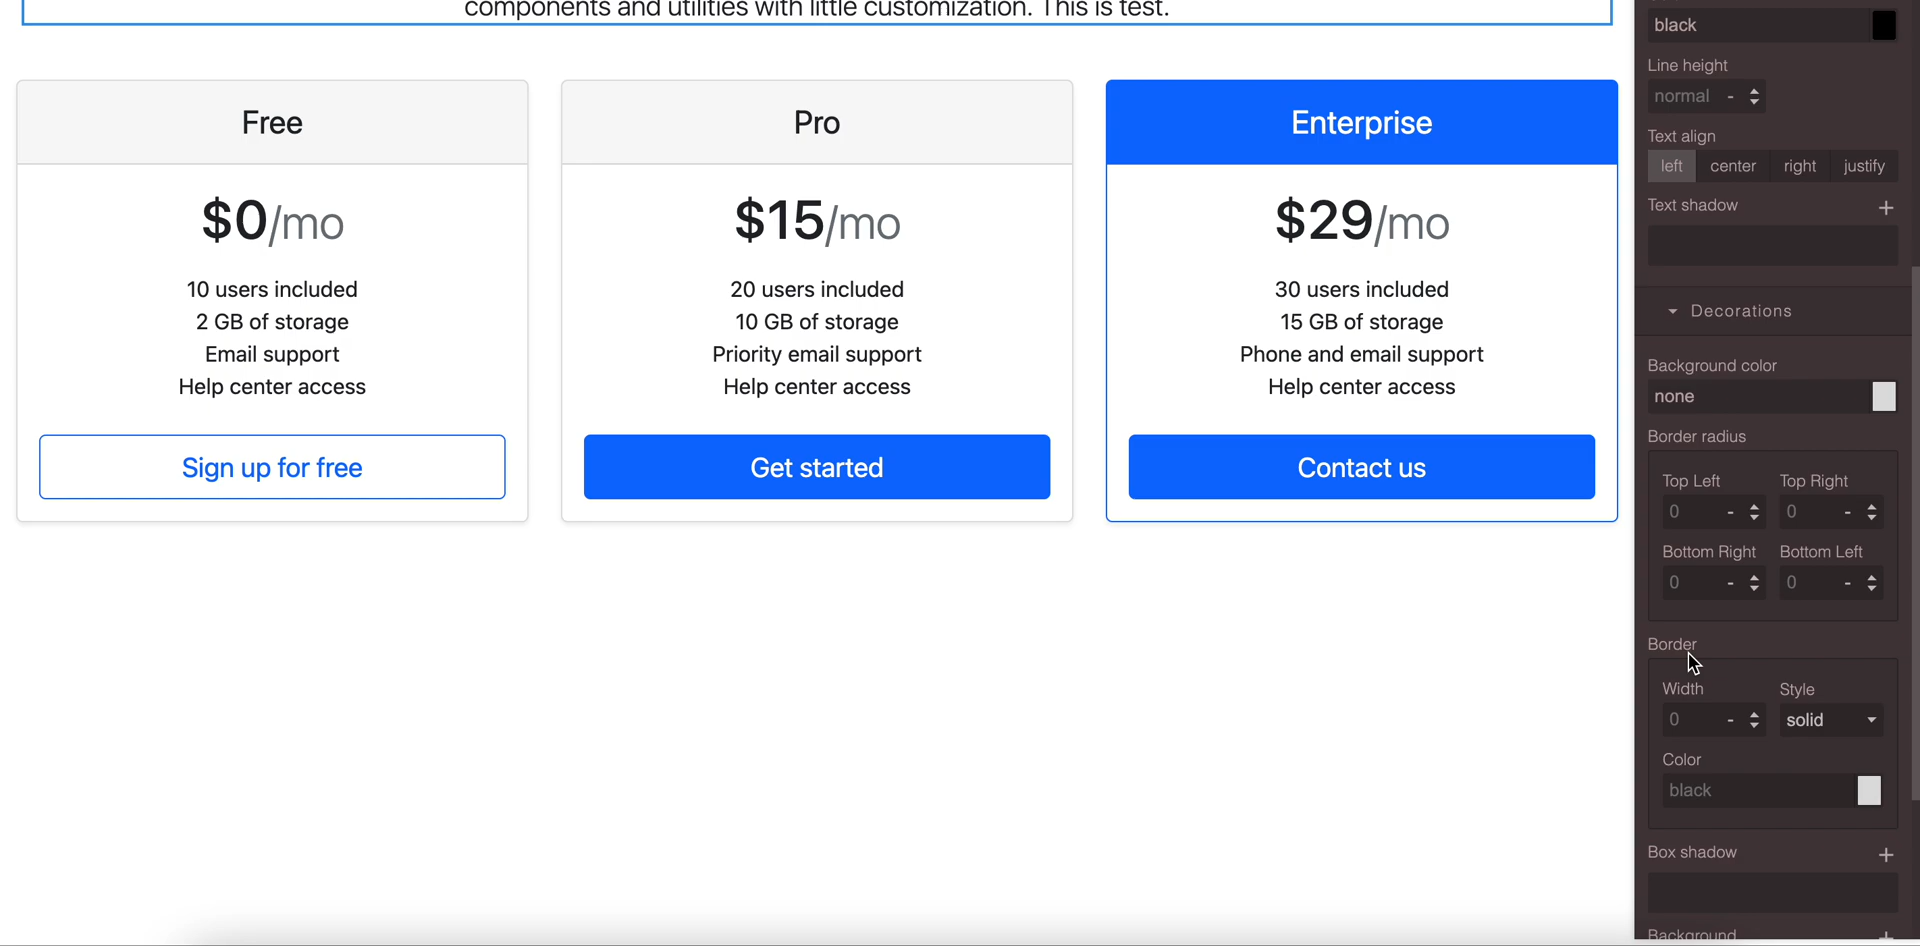 components and utilities with little customization. This is test.
Free
$0/mo
10 users included
2 GB of storage
Email support
Help center access
Sign up for free
Pro
$15/mo
20 users included
10 GB of storage
Priority email support
Help center access
Get started
Enterprise
$29/mo
30 users included
15 GB of storage
Phone and email support
Help center access
Contact us
black
Line height
normal -
Text align
left center right justify
Text shadow +
Decorations
Background color
none
Border radius
Top Left Top Right
0 - 0 -
Bottom Right Bottom Left
0 - 0 -
Border
Width Style
0 - solid
Color
black
Box shadow +
Background +